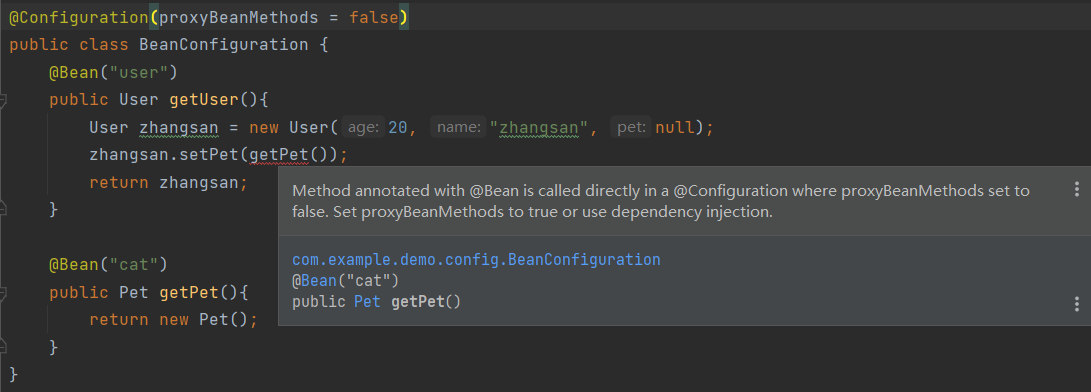 @Configuration(proxyBeanMethods = false)
public class BeanConfiguration {
    @Bean("user")
    public User getUser(){
        User zhangsan = new User( age: 20, name: "zhangsan", pet: null);
        zhangsan.setPet(getPet());
        return zhangsan;
    }
Method annotated with @Bean is called directly in a @Configuration where proxyBeanMethods set to
false. Set proxyBeanMethods to true or use dependency injection.
com.example.demo.config.BeanConfiguration
@Bean("cat")
public Pet getPet()
    @Bean("cat")
    public Pet getPet(){
        return new Pet();
    }
}